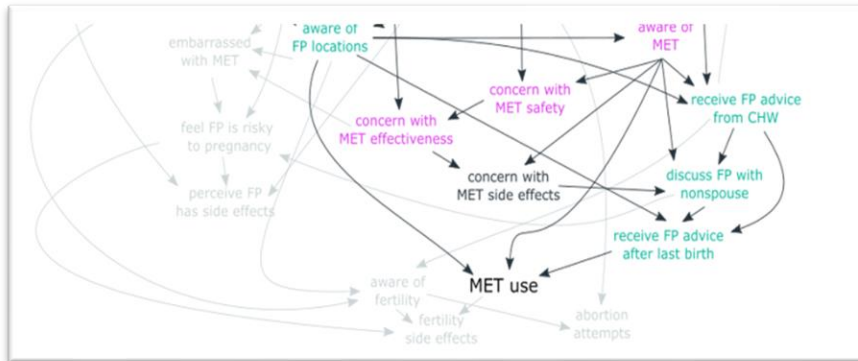 aware of
FP locations
aware of
MET
embarrassed
with MET
concern with
MET safety
receive FP advice
from CHW
concern with
MET effectiveness
feel FP is risky
to pregnancy
concern with
MET side effects
discuss FP with
nonspouse
perceive FP
has side effects
receive FP advice
after last birth
aware of
fertility
MET use
fertility
side effects
abortion
attempts